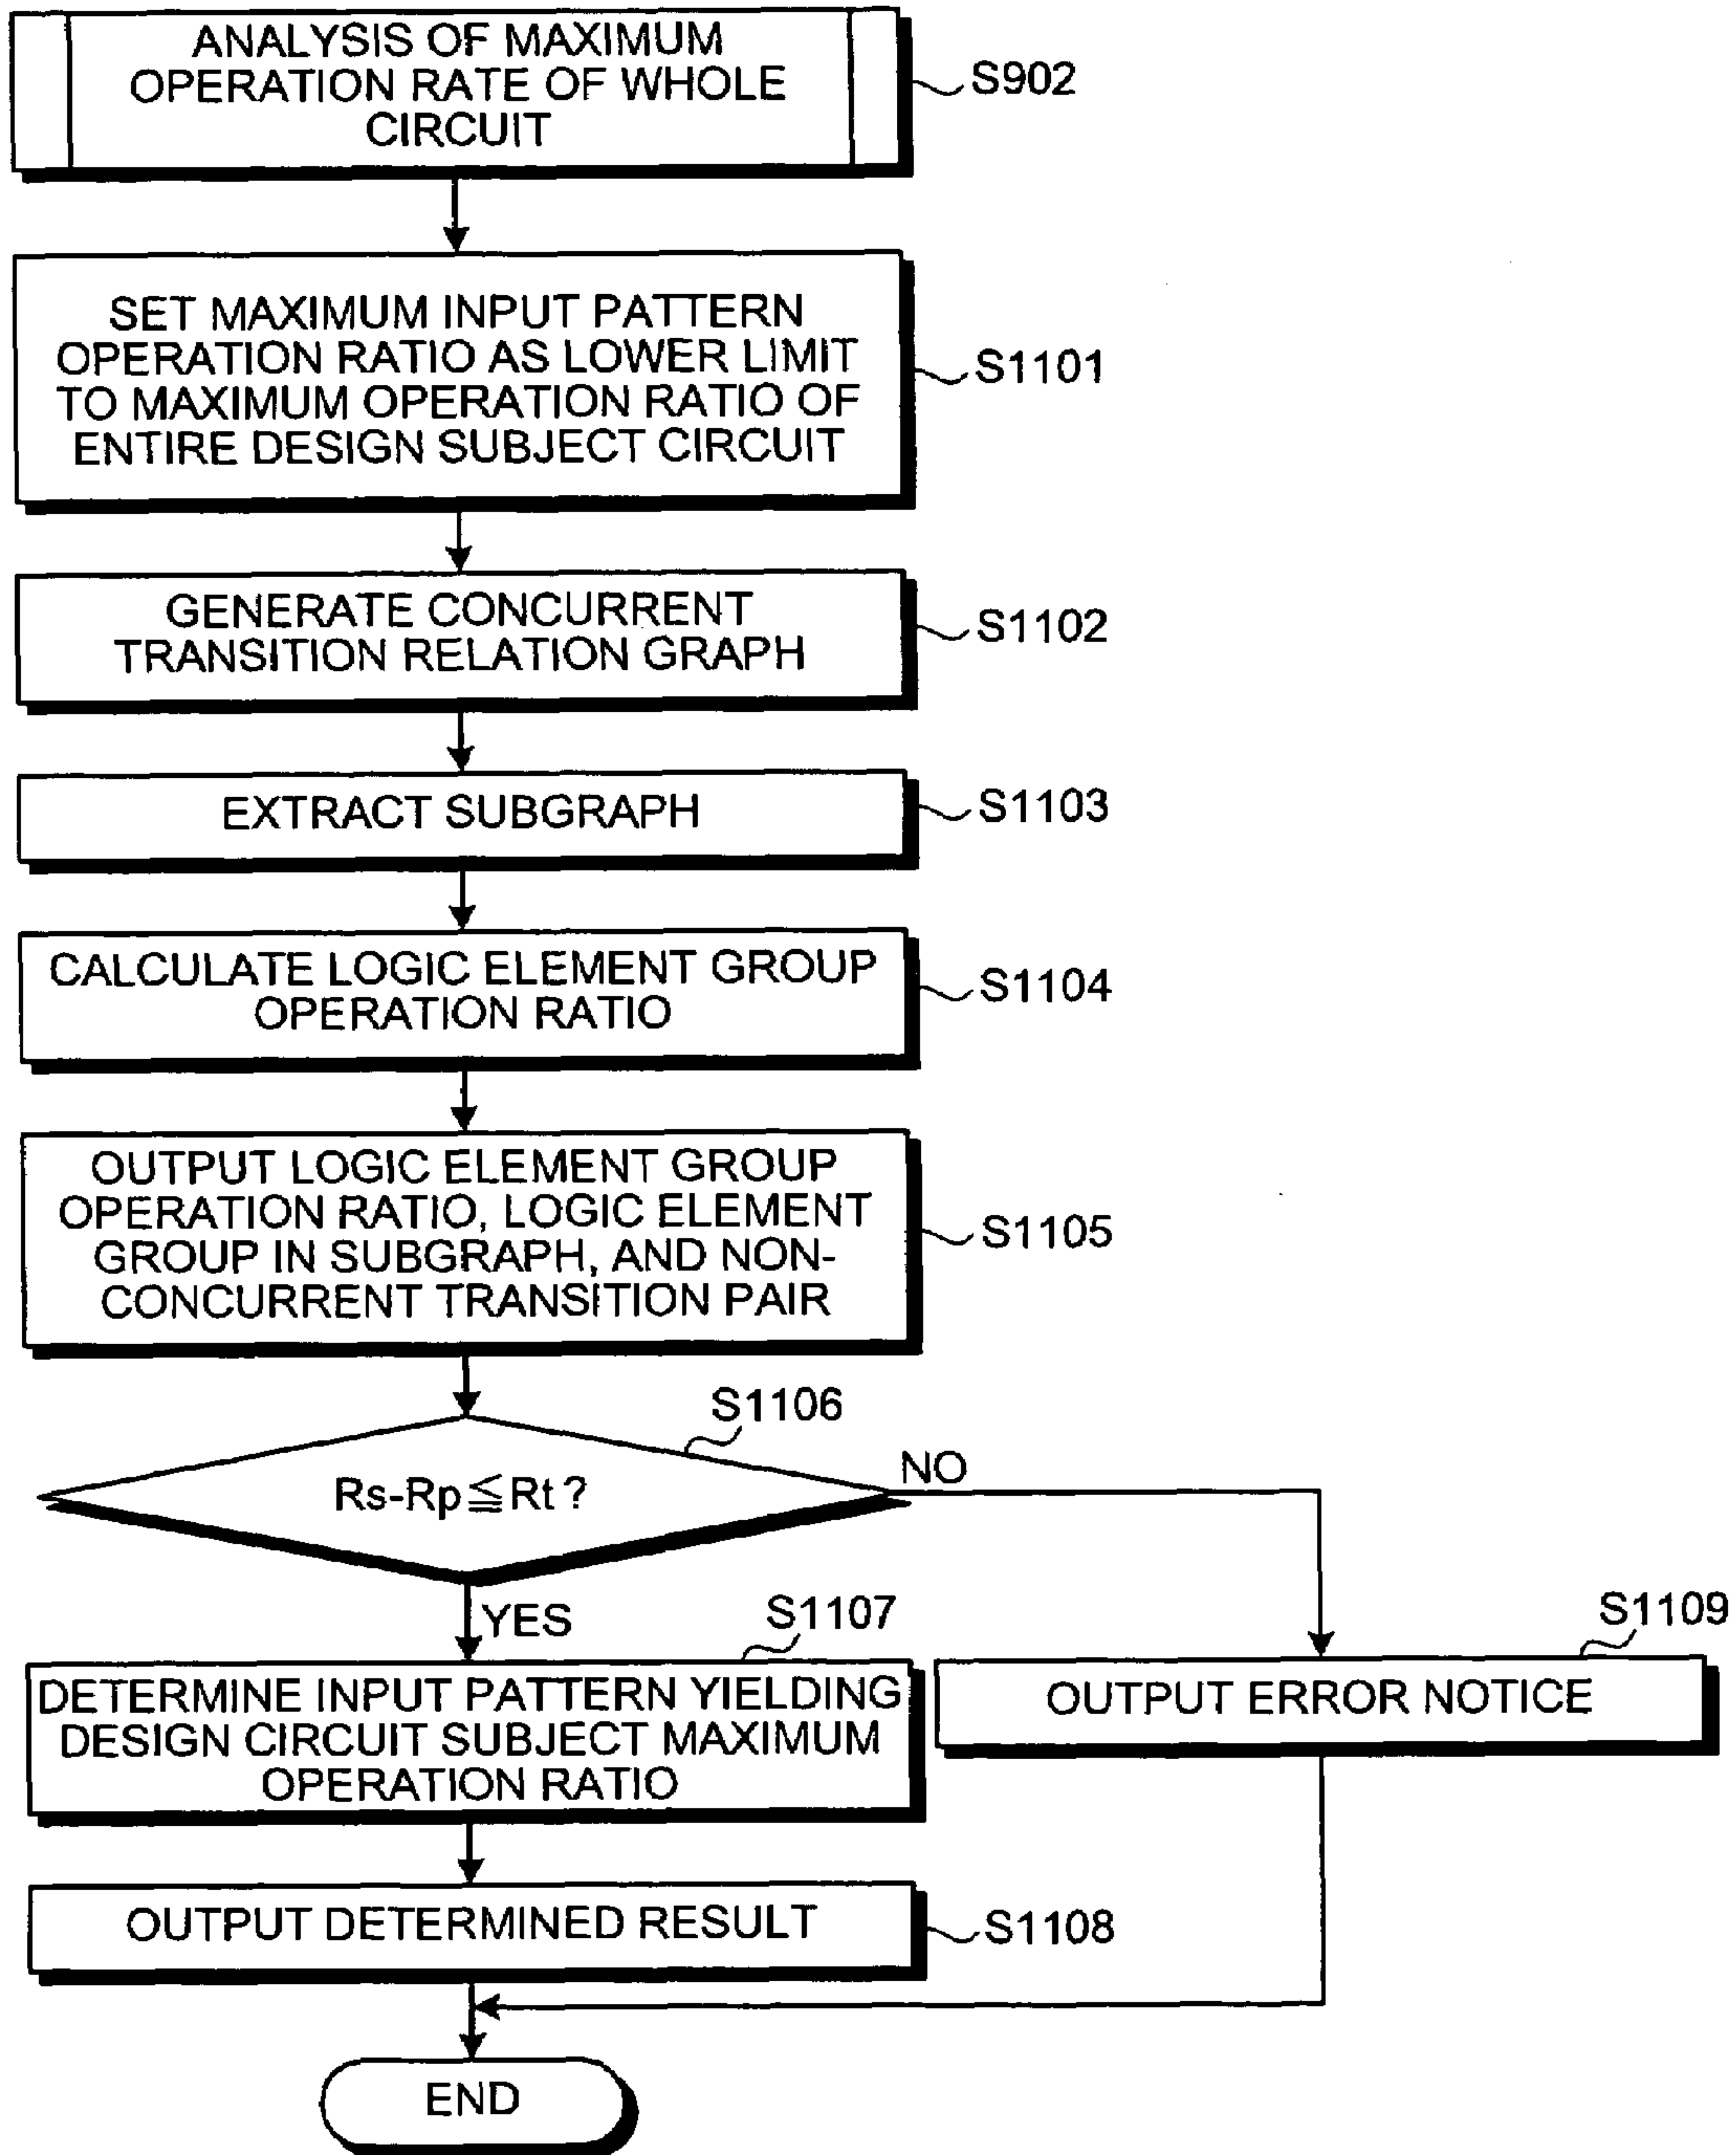 ANALYSIS OF MAXIMUM
OPERATION RATE OF WHOLE
CIRCUIT
S902
SET MAXIMUM INPUT PATTERN
OPERATION RATIO AS LOWER LIMIT
TO MAXIMUM OPERATION RATIO OF
ENTIRE DESIGN SUBJECT CIRCUIT
S1101
GENERATE CONCURRENT
TRANSITION RELATION GRAPH
S1102
EXTRACT SUBGRAPH
S1103
CALCULATE LOGIC ELEMENT GROUP
OPERATION RATIO
S1104
OUTPUT LOGIC ELEMENT GROUP
OPERATION RATIO, LOGIC ELEMENT
GROUP IN SUBGRAPH, AND NON-
CONCURRENT TRANSITION PAIR
S1105
S1106
Rs-Rp≦Rt ?
NO
YES
S1107
DETERMINE INPUT PATTERN YIELDING
DESIGN CIRCUIT SUBJECT MAXIMUM
OPERATION RATIO
S1109
OUTPUT ERROR NOTICE
OUTPUT DETERMINED RESULT
S1108
END